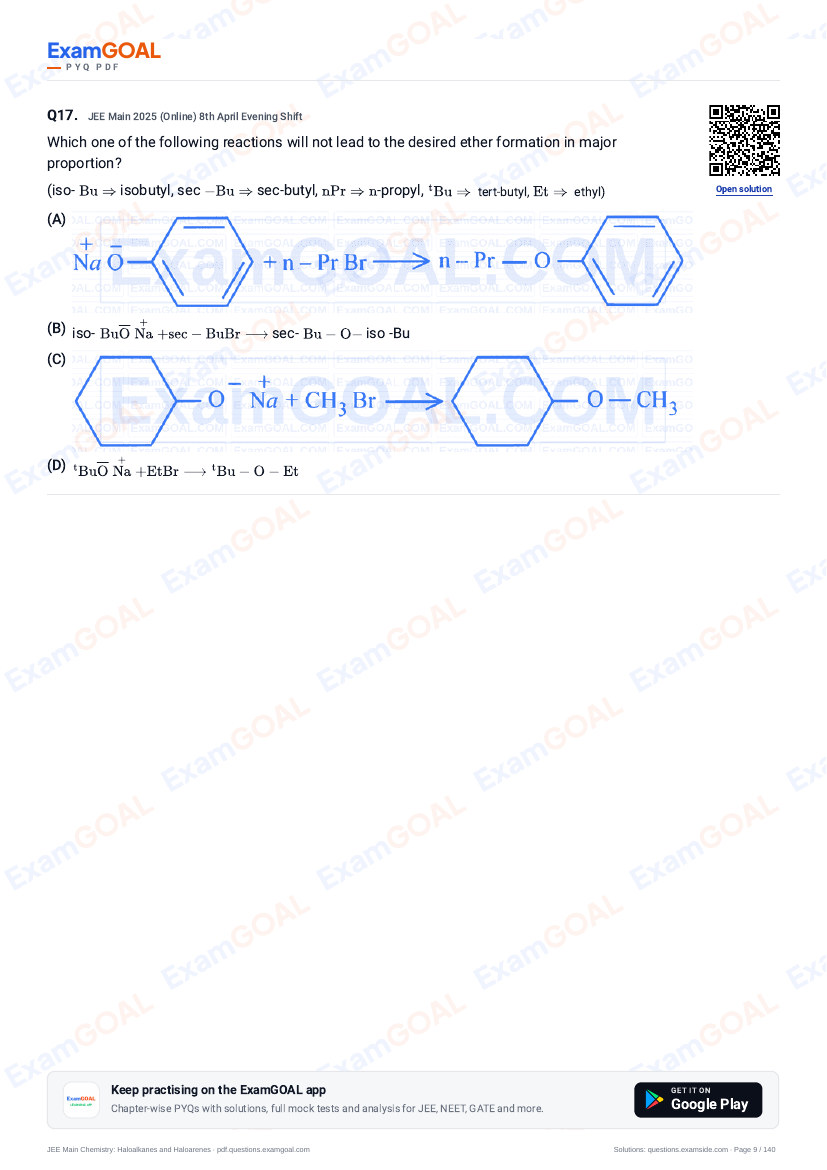 ExamGOAL
PYQ PDF
Q17. JEE Main 2025 (Online) 8th April Evening Shift
Which one of the following reactions will not lead to the desired ether formation in major
proportion?
(iso- Bu ⇒ isobutyl, sec −Bu ⇒ sec-butyl, nPr ⇒ n-propyl, ᵗBu ⇒ tert-butyl, Et ⇒ ethyl)
Open solution
(A)
Na⁺ O⁻ + n – Pr Br ⟶ n – Pr — O —
(B) iso- BuO̅ Na⁺ +sec − BuBr ⟶ sec- Bu − O− iso -Bu
(C)
— O⁻ Na⁺ + CH₃ Br ⟶ — O — CH₃
(D) ᵗBuO̅ Na⁺ +EtBr ⟶ ᵗBu − O − Et
Keep practising on the ExamGOAL app
Chapter-wise PYQs with solutions, full mock tests and analysis for JEE, NEET, GATE and more.
GET IT ON
Google Play
JEE Main Chemistry: Haloalkanes and Haloarenes · pdf.questions.examgoal.com
Solutions: questions.examside.com · Page 9 / 140